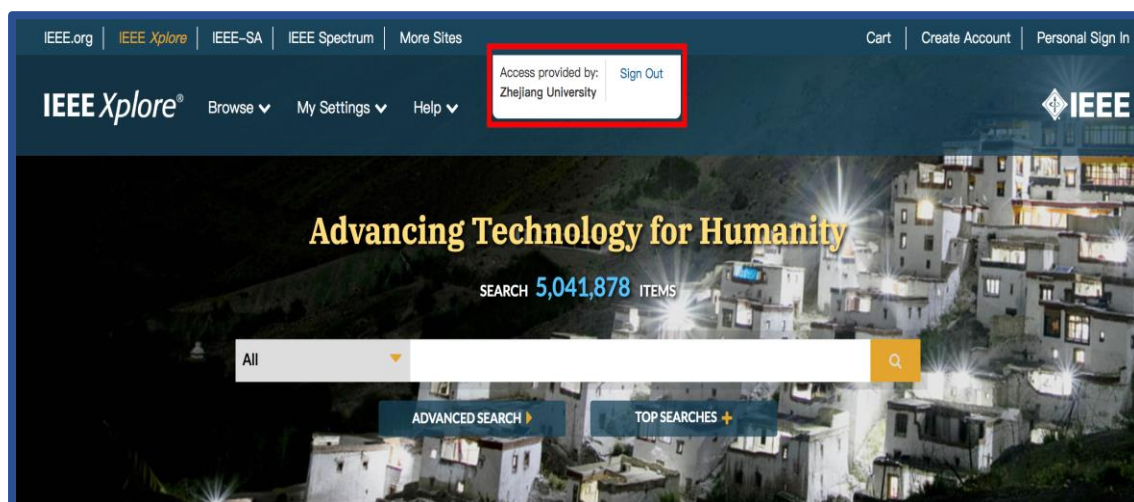 IEEE.org | IEEE Xplore | IEEE–SA | IEEE Spectrum | More Sites
Cart | Create Account | Personal Sign In
Access provided by: Sign Out
Zhejiang University
IEEE Xplore® Browse My Settings Help
IEEE
Advancing Technology for Humanity
SEARCH 5,041,878 ITEMS
All
ADVANCED SEARCH TOP SEARCHES +